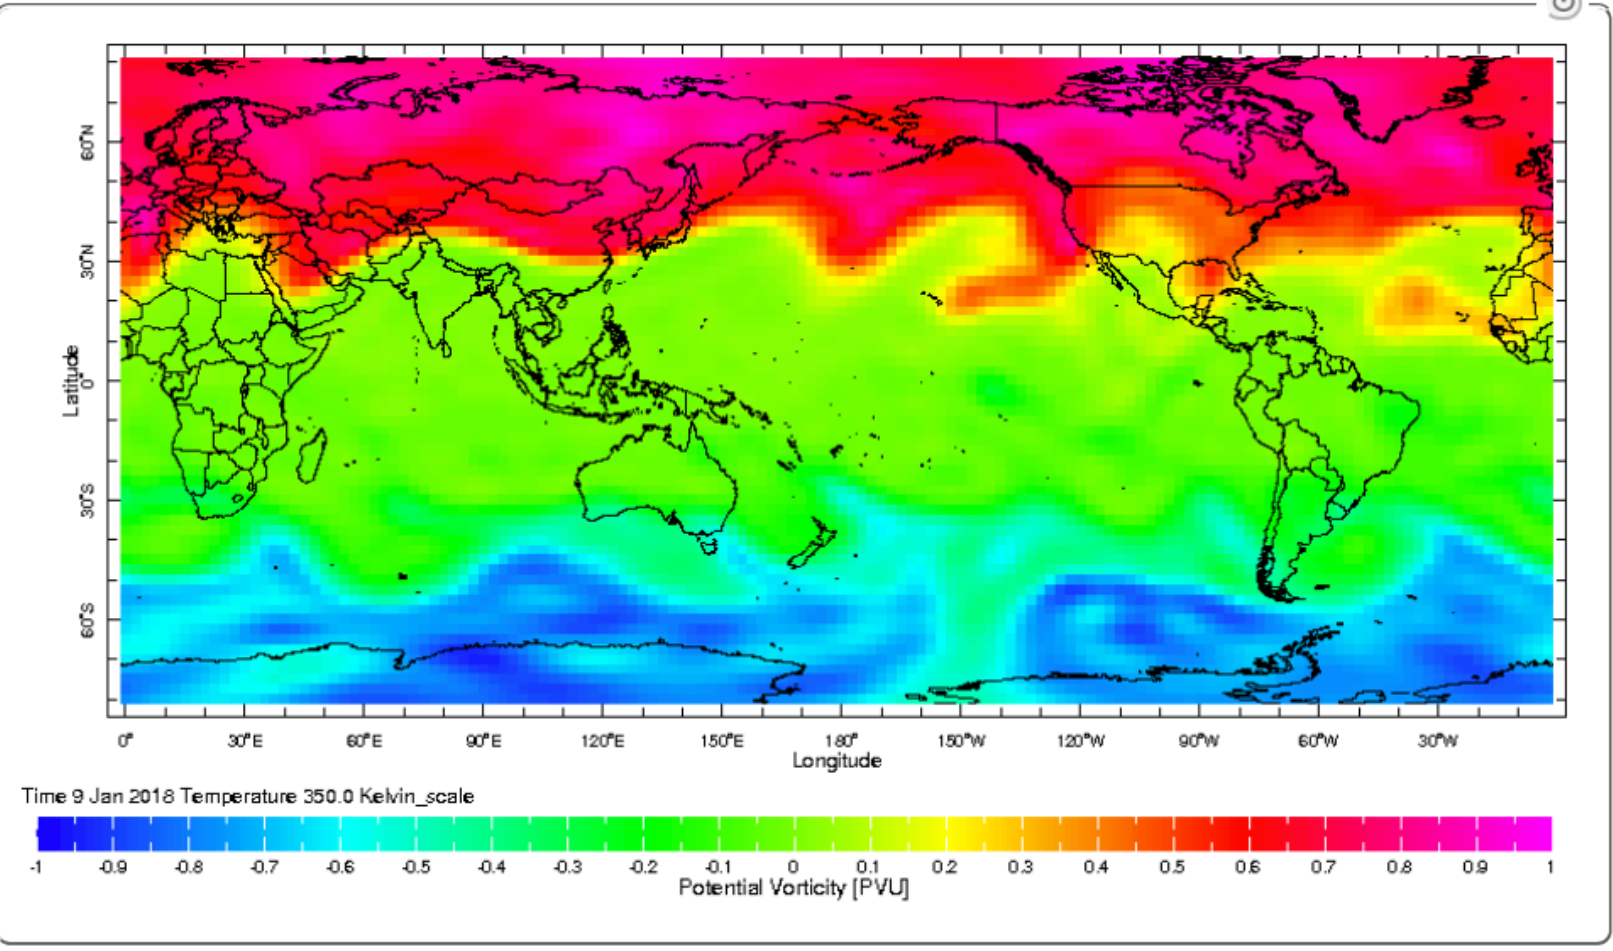 60°N
30°N
Latitude
0°
30°S
60°S
0° 30°E 60°E 90°E 120°E 150°E 180° 150°W 120°W 90°W 60°W 30°W
Longitude
Time 9 Jan 2018 Temperature 350.0 Kelvin_scale
-1 -0.9 -0.8 -0.7 -0.6 -0.5 -0.4 -0.3 -0.2 -0.1 0 0.1 0.2 0.3 0.4 0.5 0.6 0.7 0.8 0.9 1
Potential Vorticity [PVU]